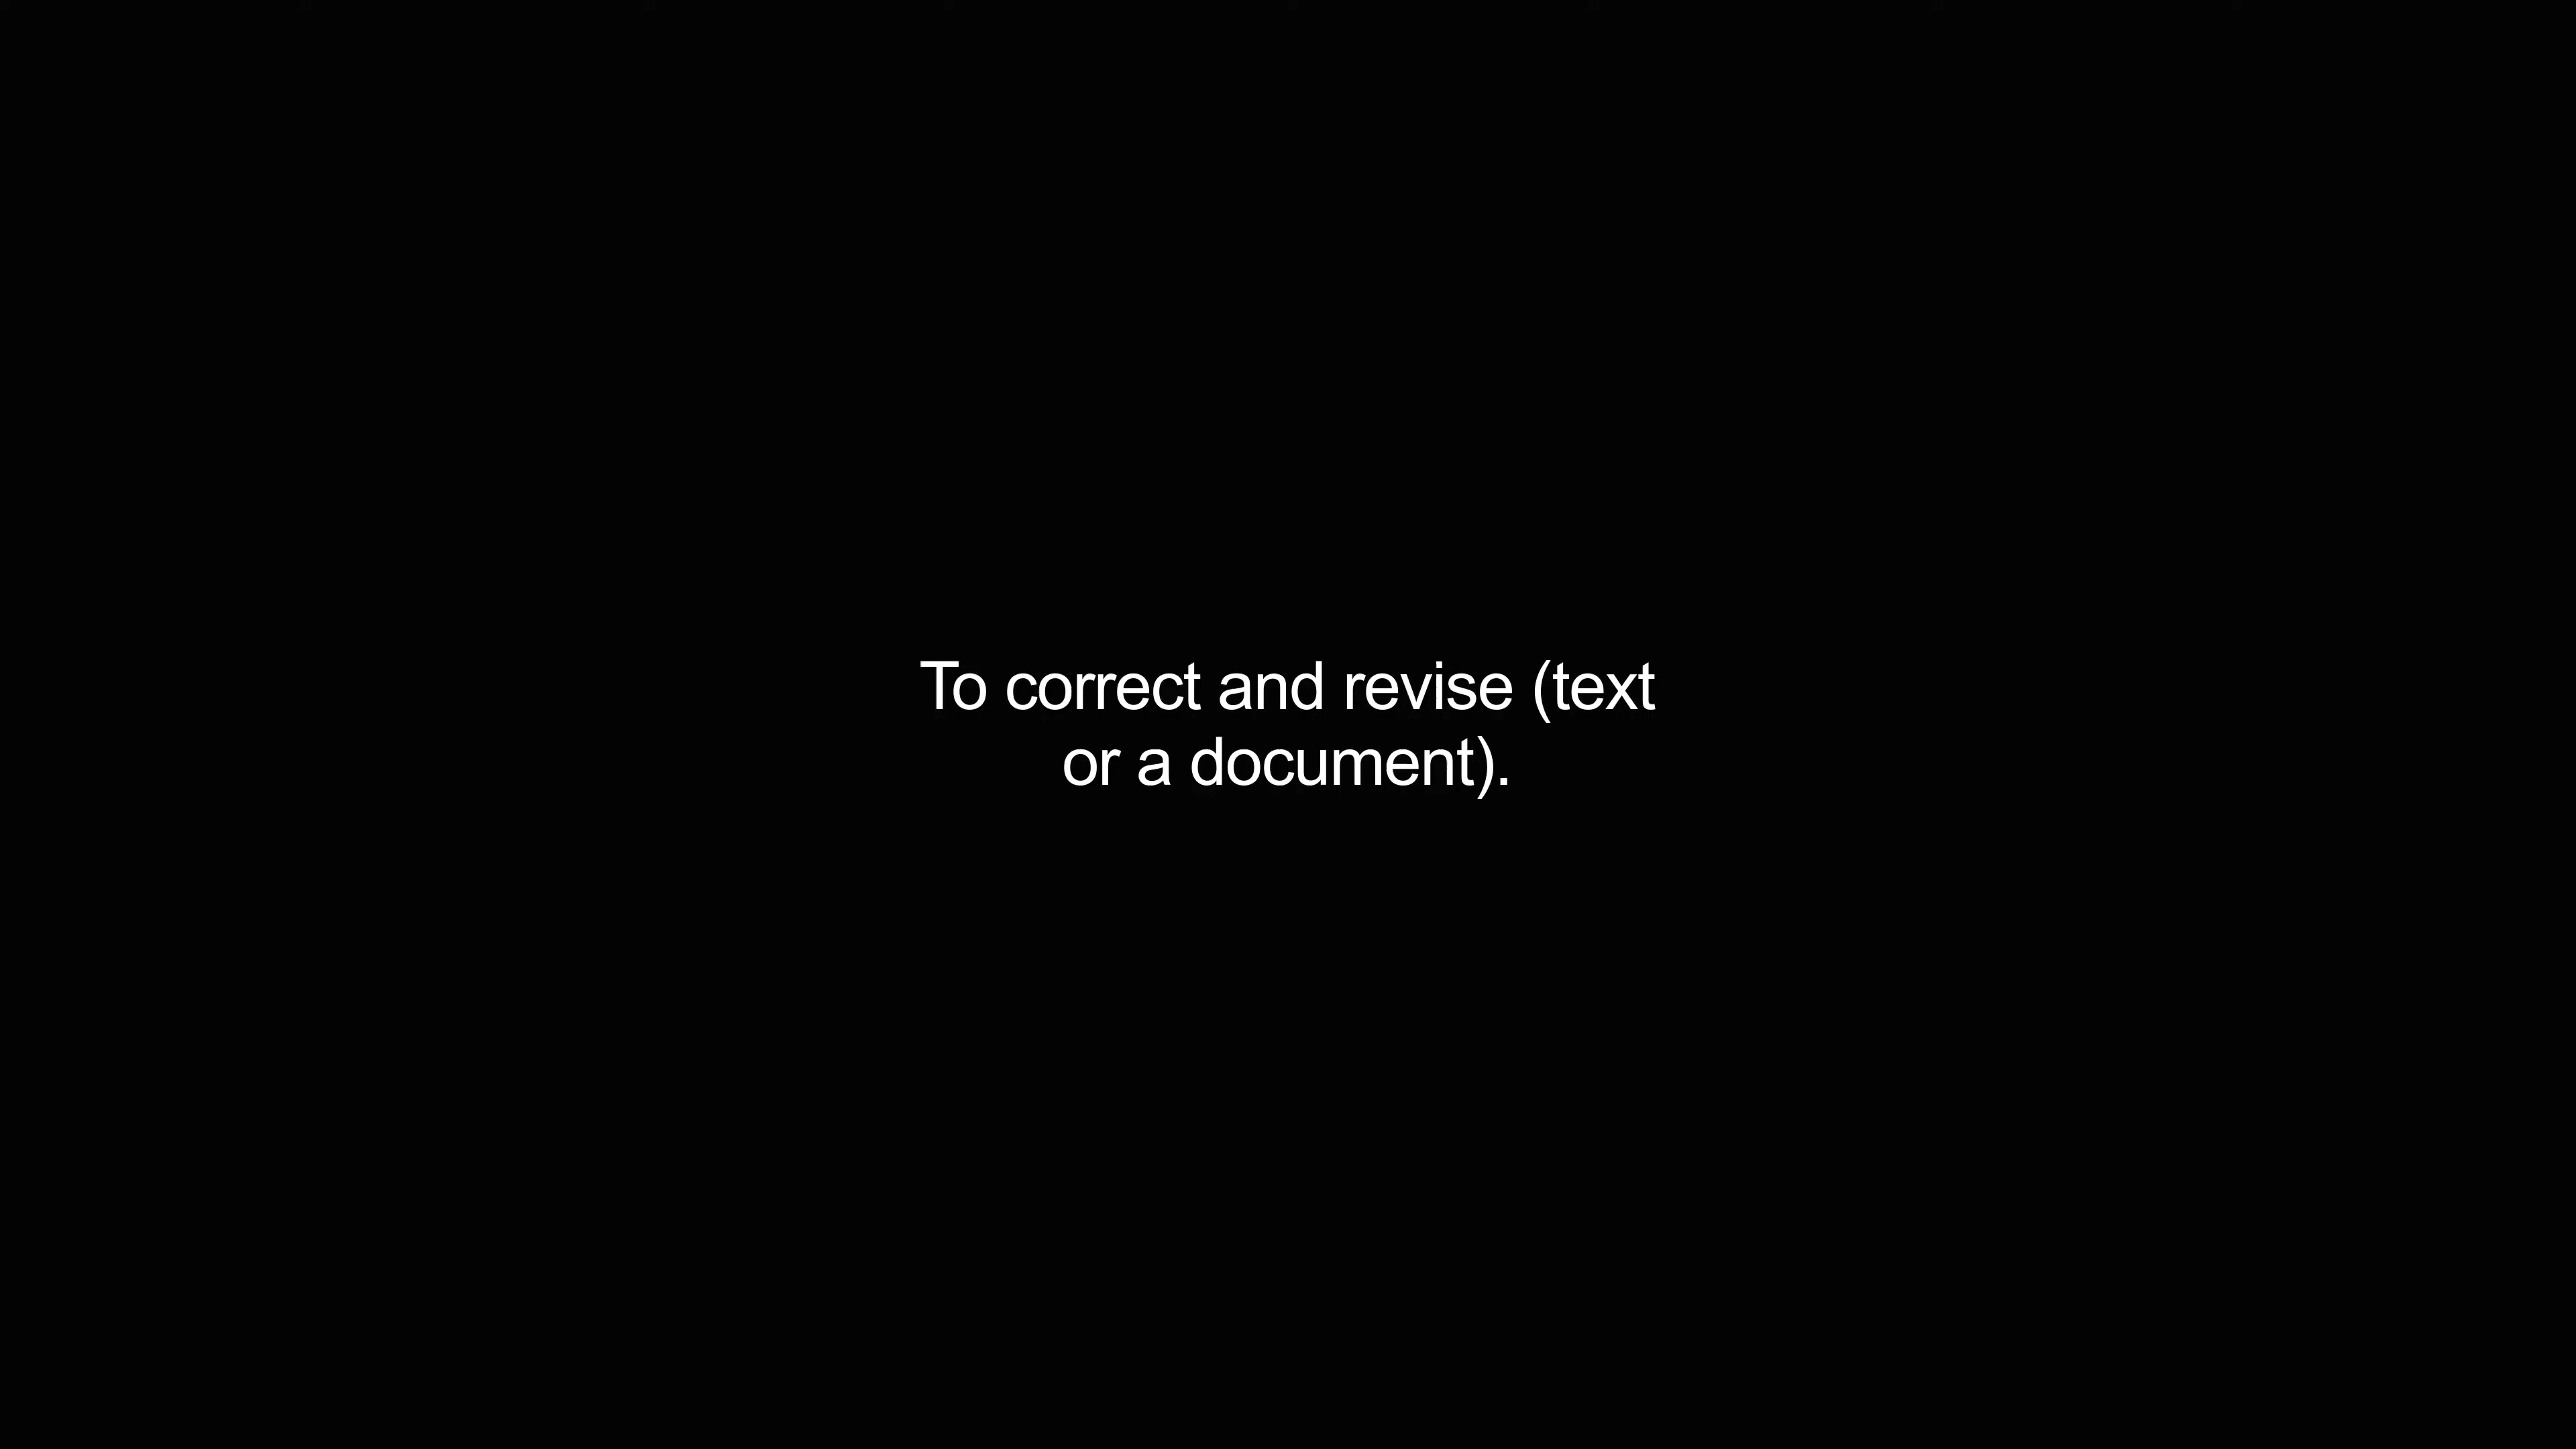 To correct and revise (text
or a document).